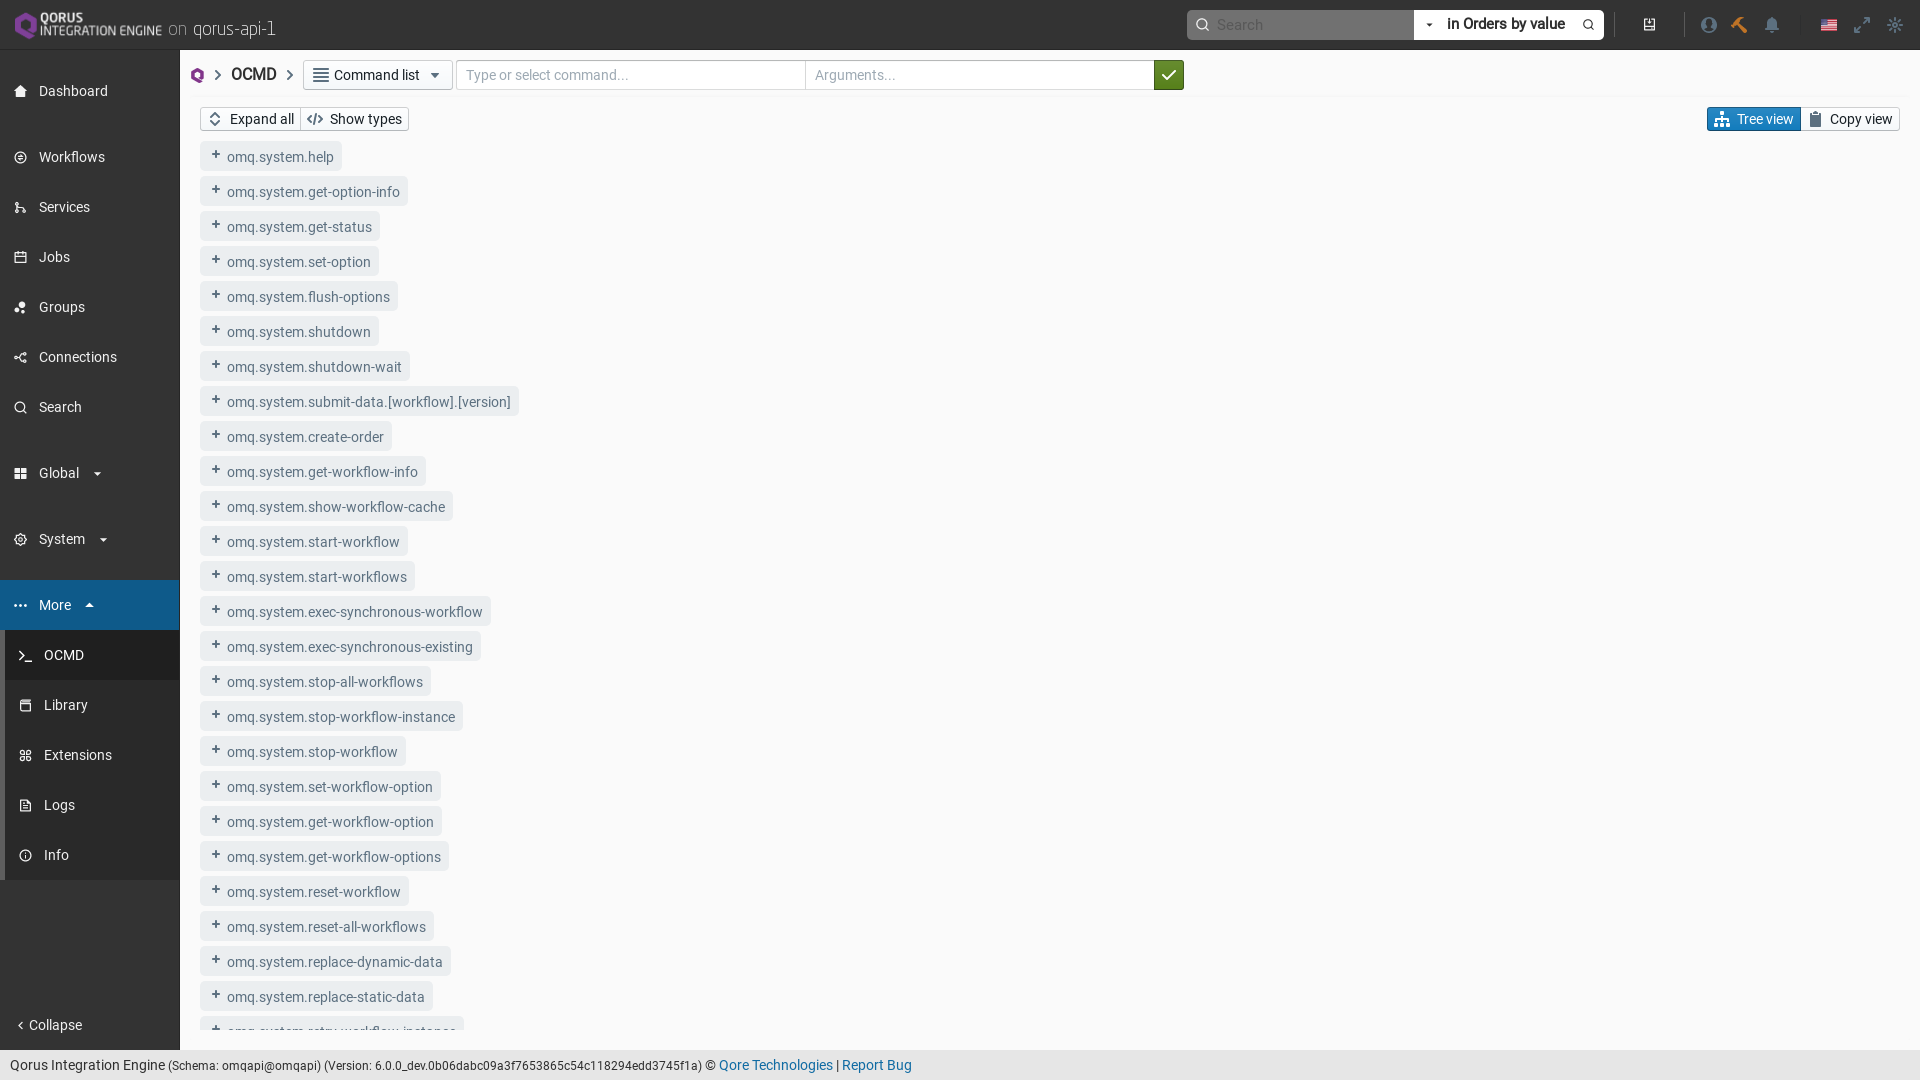 QORUS
INTEGRATION ENGINE on qorus-api-1
Search
in Orders by value
Dashboard
Workflows
Services
Jobs
Groups
Connections
Search
Global
System
More
OCMD
Library
Extensions
Logs
Info
Collapse
OCMD
Command list
Type or select command...
Arguments...
Expand all
Show types
Tree view
Copy view
omq.system.help
omq.system.get-option-info
omq.system.get-status
omq.system.set-option
omq.system.flush-options
omq.system.shutdown
omq.system.shutdown-wait
omq.system.submit-data.[workflow].[version]
omq.system.create-order
omq.system.get-workflow-info
omq.system.show-workflow-cache
omq.system.start-workflow
omq.system.start-workflows
omq.system.exec-synchronous-workflow
omq.system.exec-synchronous-existing
omq.system.stop-all-workflows
omq.system.stop-workflow-instance
omq.system.stop-workflow
omq.system.set-workflow-option
omq.system.get-workflow-option
omq.system.get-workflow-options
omq.system.reset-workflow
omq.system.reset-all-workflows
omq.system.replace-dynamic-data
omq.system.replace-static-data
omq.system.retry-workflow-instance
Qorus Integration Engine (Schema: omqapi@omqapi) (Version: 6.0.0_dev.0b06dabc09a3f7653865c54c118294edd3745f1a) © Qore Technologies | Report Bug